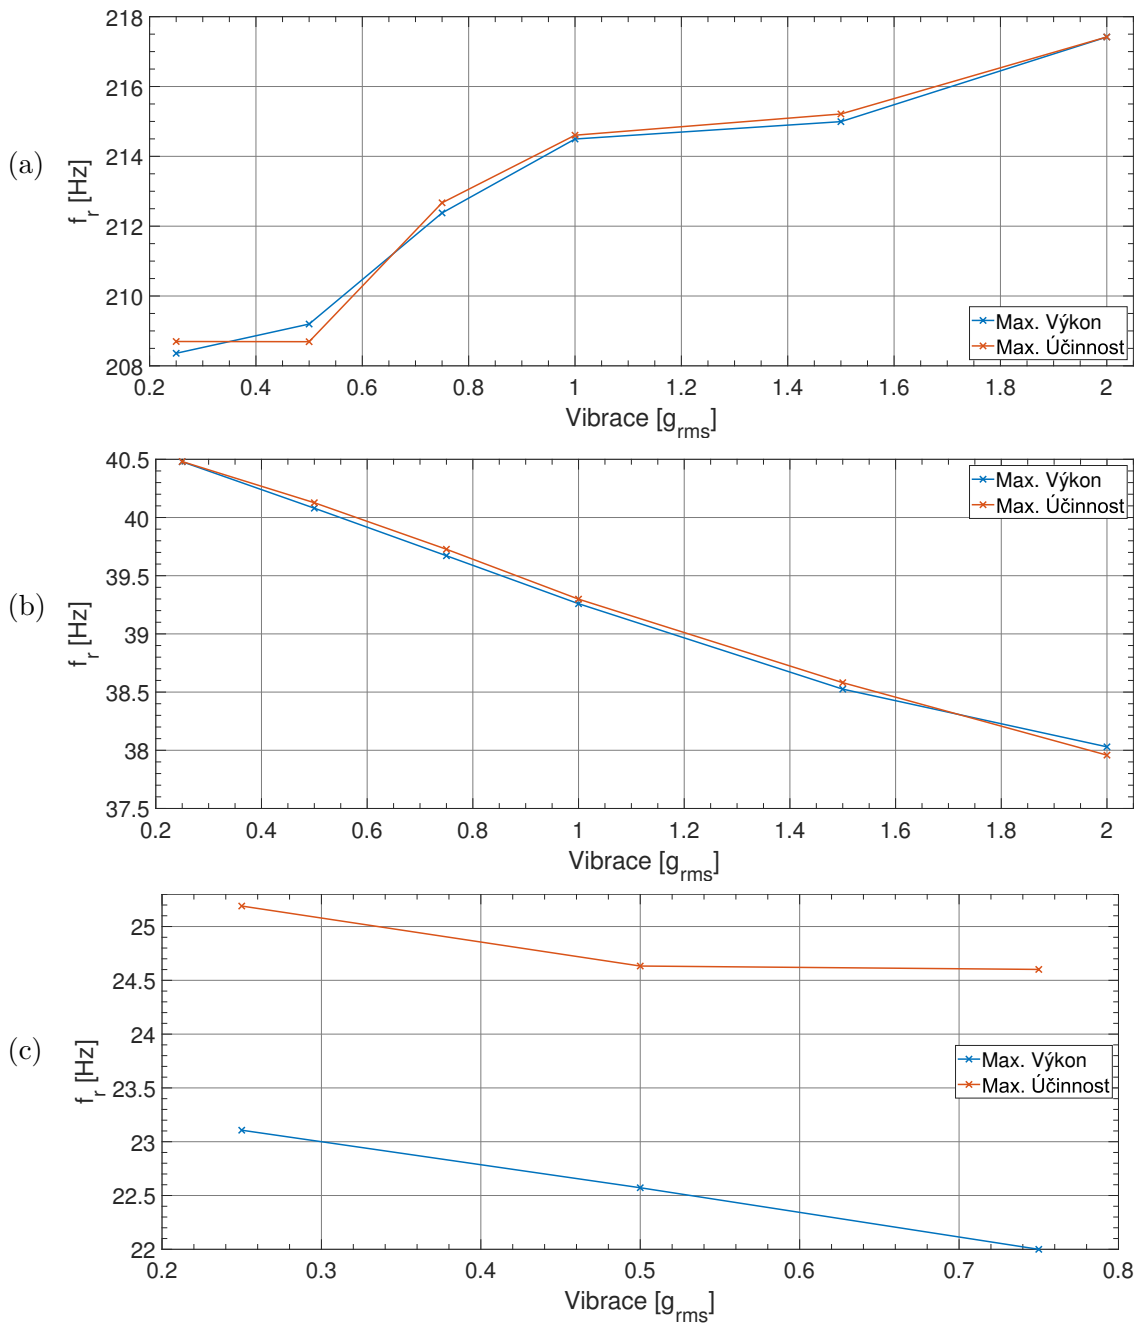 (a)
f_r [Hz]
218
216
214
212
210
208
0.2 0.4 0.6 0.8 1 1.2 1.4 1.6 1.8 2
Vibrace [g_rms]
Max. Výkon
Max. Účinnost
(b)
f_r [Hz]
40.5
40
39.5
39
38.5
38
37.5
0.2 0.4 0.6 0.8 1 1.2 1.4 1.6 1.8 2
Vibrace [g_rms]
Max. Výkon
Max. Účinnost
(c)
f_r [Hz]
25
24.5
24
23.5
23
22.5
22
0.2 0.3 0.4 0.5 0.6 0.7 0.8
Vibrace [g_rms]
Max. Výkon
Max. Účinnost